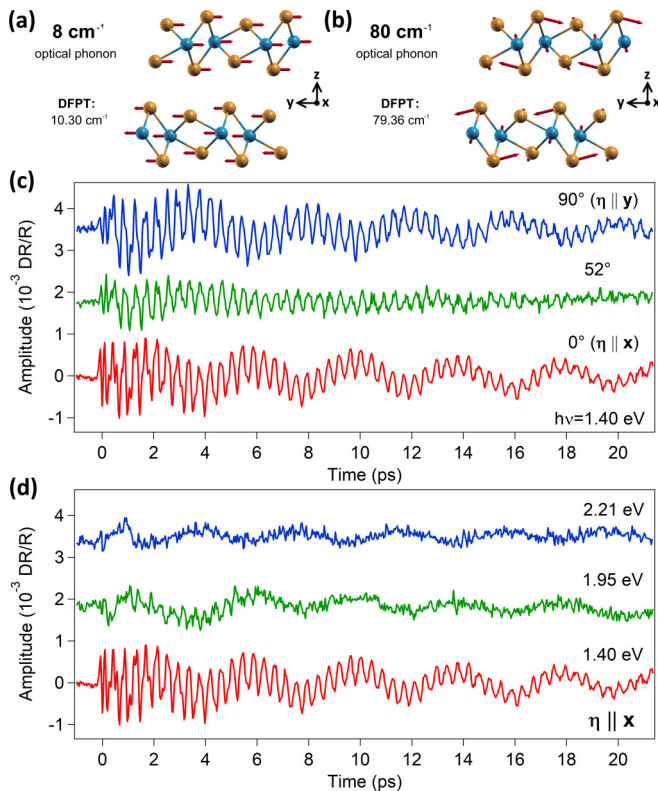 (a)
8 cm⁻¹
optical phonon
DFPT:
10.30 cm⁻¹
z
y
x
(b)
80 cm⁻¹
optical phonon
DFPT:
79.36 cm⁻¹
z
y
x
(c)
Amplitude (10⁻³ DR/R)
4
3
2
1
0
-1
90° (η || y)
52°
0° (η || x)
hν=1.40 eV
0 2 4 6 8 10 12 14 16 18 20
Time (ps)
(d)
Amplitude (10⁻³ DR/R)
4
3
2
1
0
-1
2.21 eV
1.95 eV
1.40 eV
η || x
0 2 4 6 8 10 12 14 16 18 20
Time (ps)